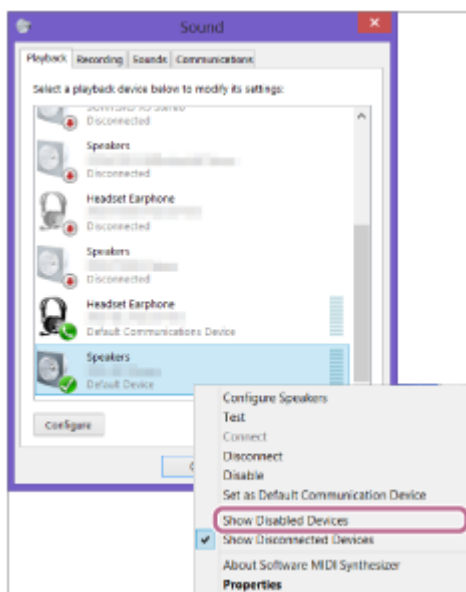 Sound
Playback Recording Sounds Communications
Select a playback device below to modify its settings:
Disconnected
Speakers
Disconnected
Headset Earphone
Disconnected
Speakers
Disconnected
Headset Earphone
Default Communications Device
Speakers
Default Device
Configure
Configure Speakers
Test
Connect
Disconnect
Disable
Set as Default Communication Device
Show Disabled Devices
Show Disconnected Devices
About Software MIDI Synthesizer
Properties